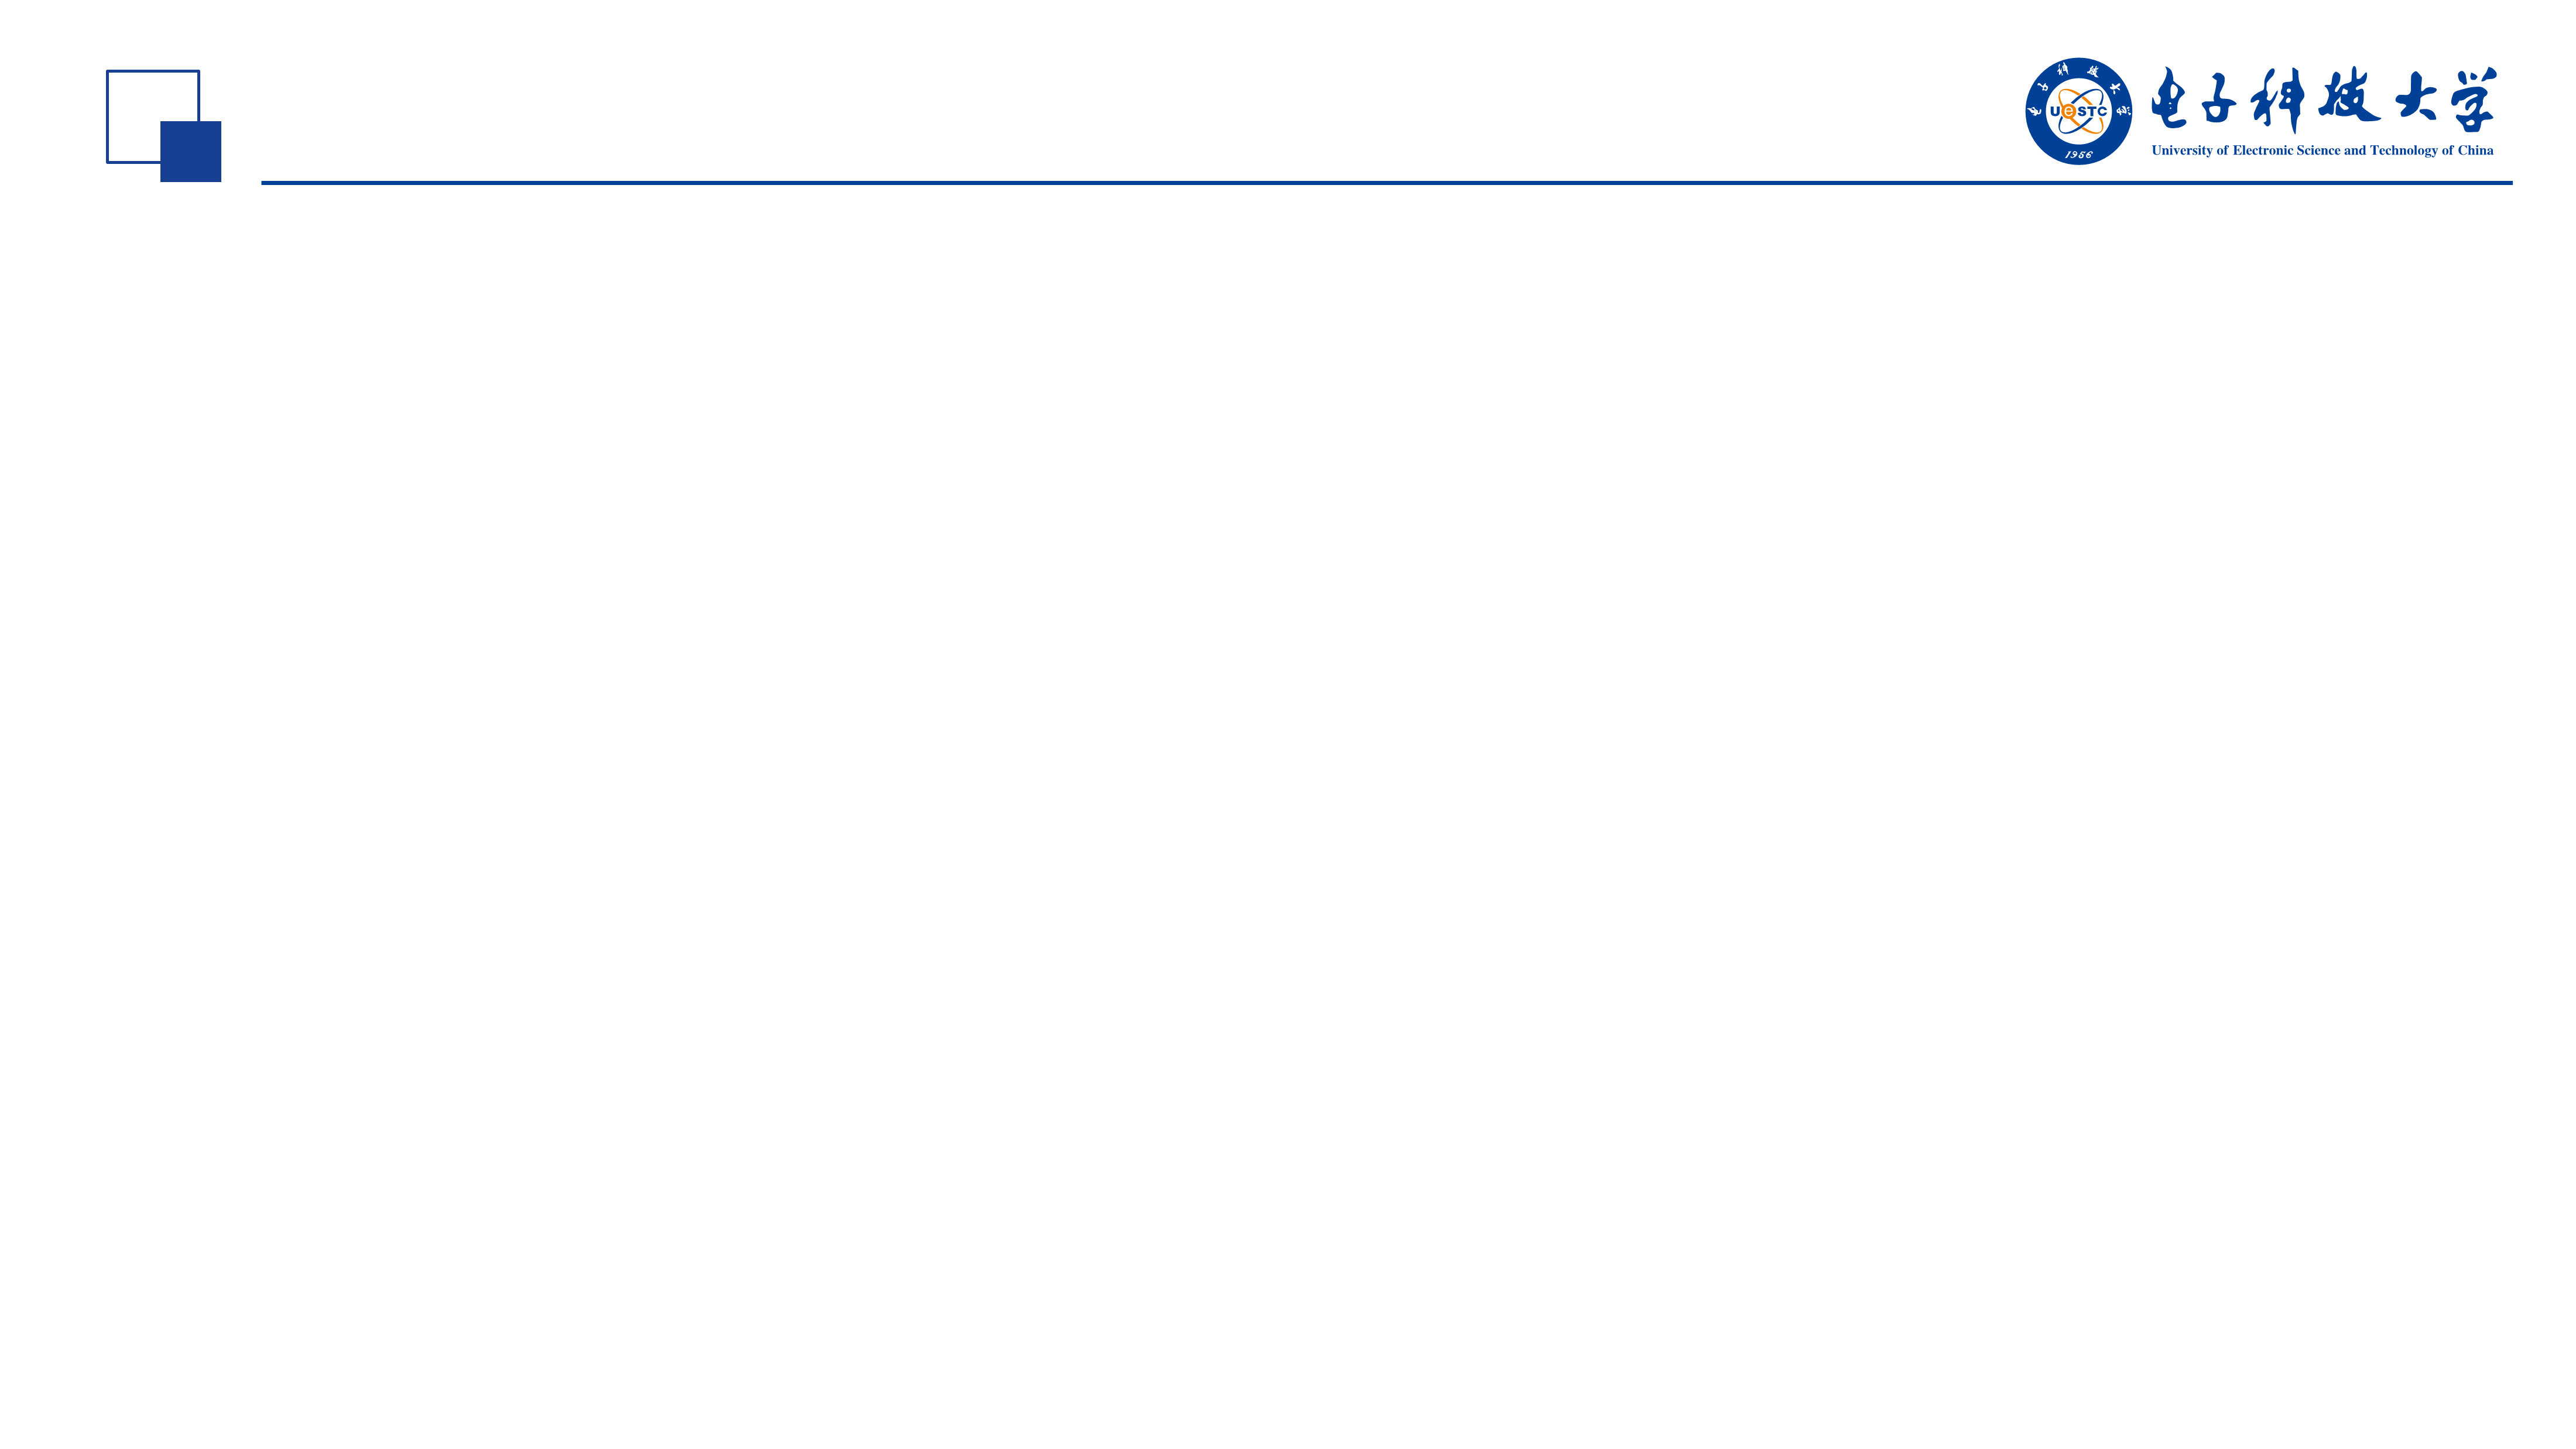 电子科技大学
UeSTC
1956
电子科技大学
University of Electronic Science and Technology of China